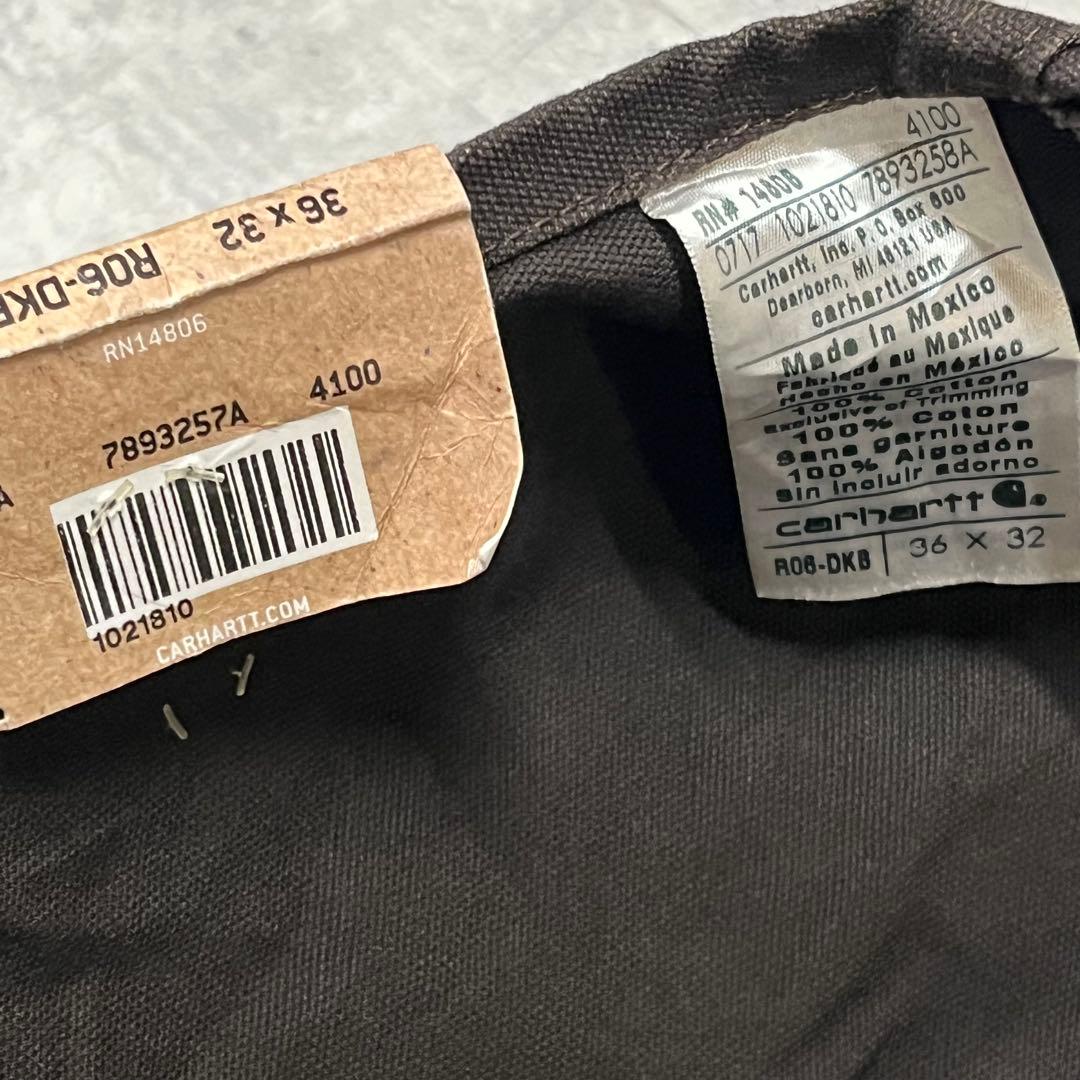 36 x 32
R06-DKB
RN14806
4100
7893257A
A
1021810
CARHARTT.COM
4100
RN# 14806
0717 1021810 7893258A
Carhartt, Inc. P.O. Box 600
Dearborn, MI 48121 USA
carhartt.com
Made in Mexico
Fabriqué au Mexique
Hecho en México
100% Cotton
Exclusive of Trimming
100% Coton
Sans garniture
100% Algodón
Sin incluir adorno
carhartt
R06-DKB 36 X 32